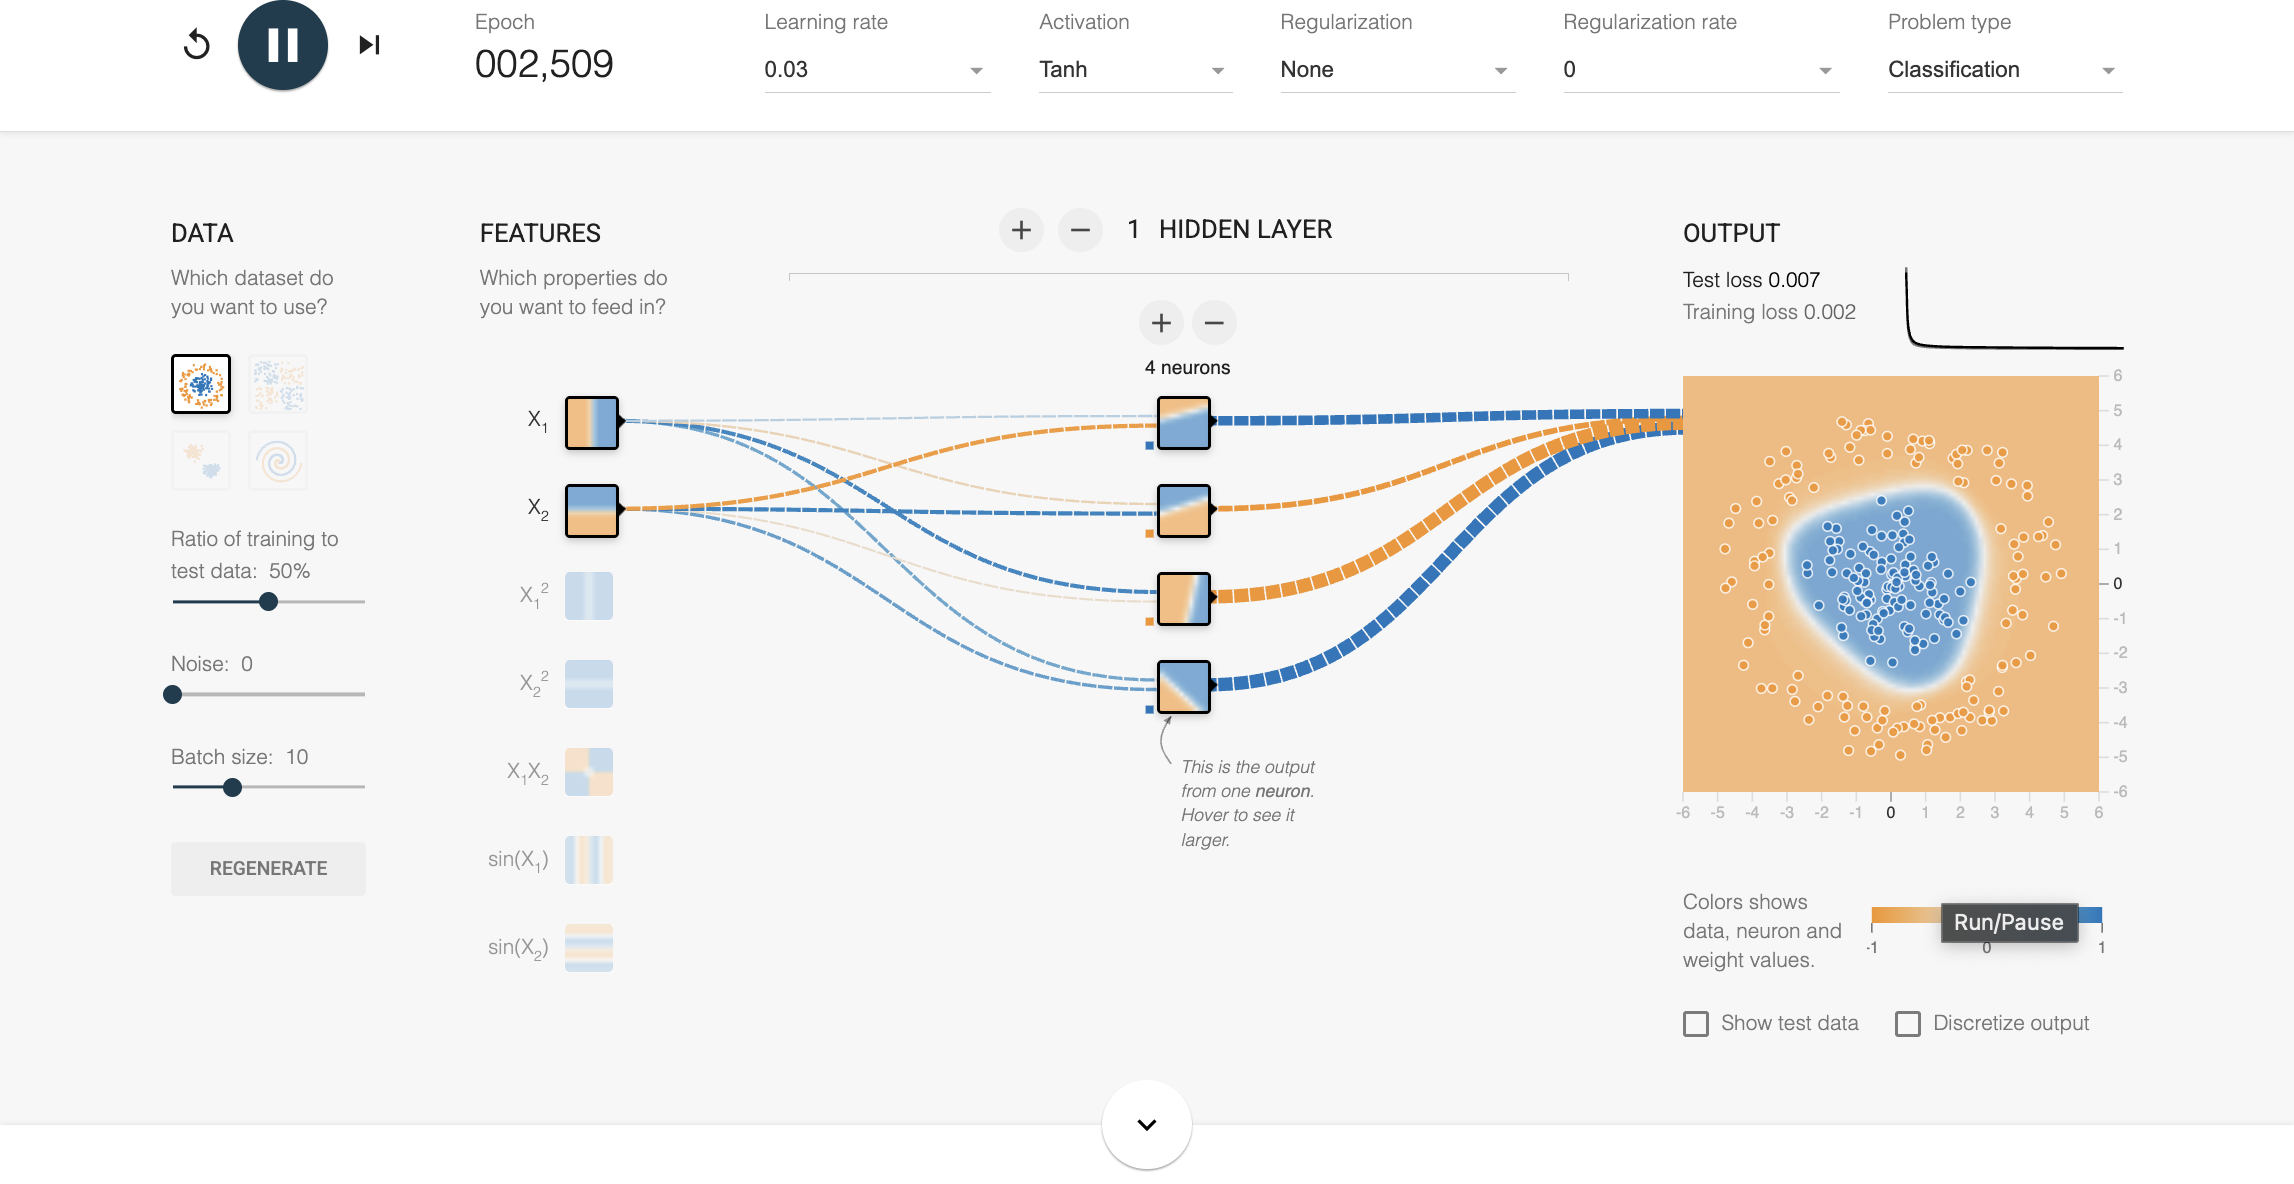 Epoch
002,509
Learning rate
0.03
Activation
Tanh
Regularization
None
Regularization rate
0
Problem type
Classification
DATA
Which dataset do
you want to use?
Ratio of training to
test data: 50%
Noise: 0
Batch size: 10
REGENERATE
FEATURES
Which properties do
you want to feed in?
X1
X2
X1²
X2²
X1X2
sin(X1)
sin(X2)
1 HIDDEN LAYER
4 neurons
This is the output
from one neuron.
Hover to see it
larger.
OUTPUT
Test loss 0.007
Training loss 0.002
6
5
4
3
2
1
0
-1
-2
-3
-4
-5
-6
-6 -5 -4 -3 -2 -1 0 1 2 3 4 5 6
Colors shows
data, neuron and
weight values.
Run/Pause
-1 0 1
Show test data
Discretize output